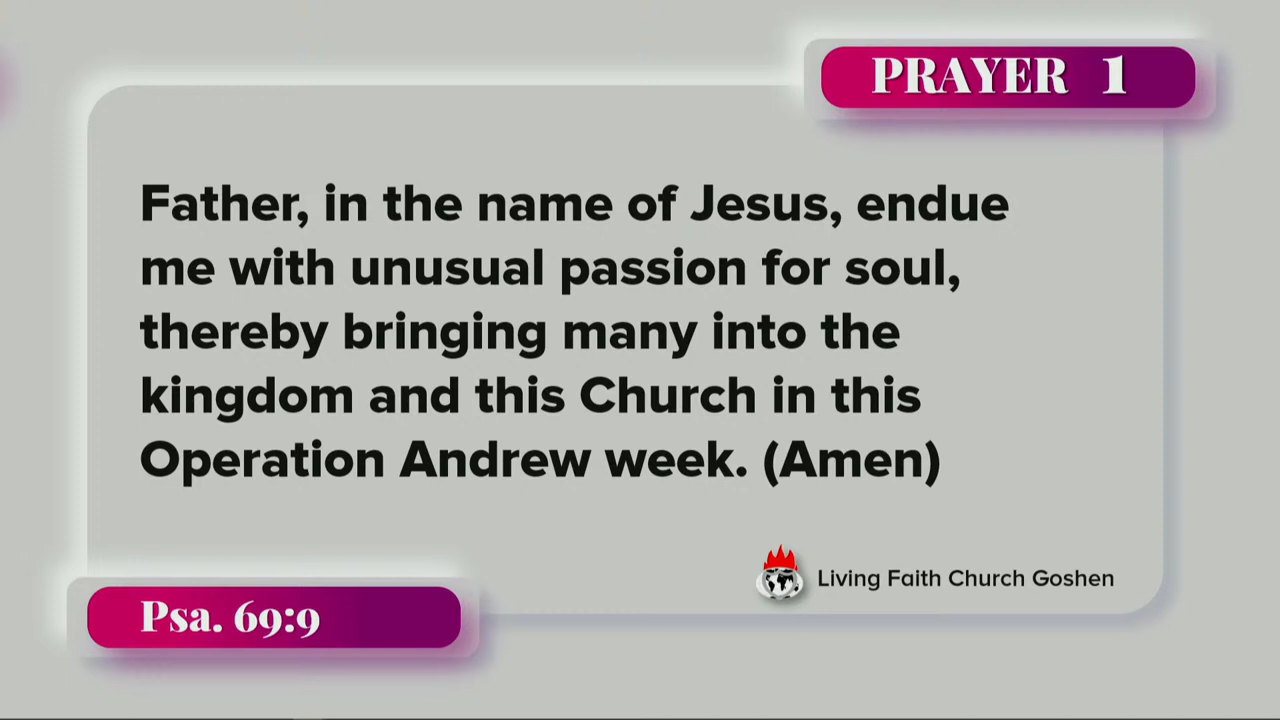 PRAYER 1
Father, in the name of Jesus, endue
me with unusual passion for soul,
thereby bringing many into the
kingdom and this Church in this
Operation Andrew week. (Amen)
Living Faith Church Goshen
Psa. 69:9